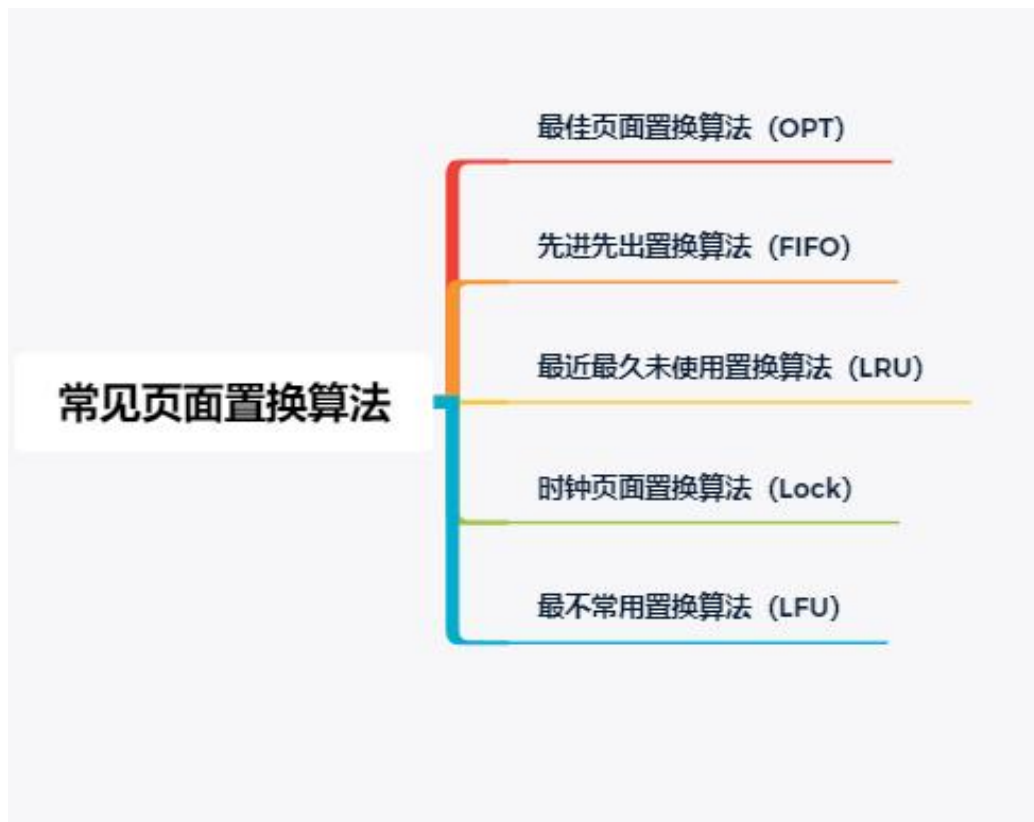 最佳页面置换算法（OPT）
先进先出置换算法（FIFO）
最近最久未使用置换算法（LRU）
常见页面置换算法
时钟页面置换算法（Lock）
最不常用置换算法（LFU）